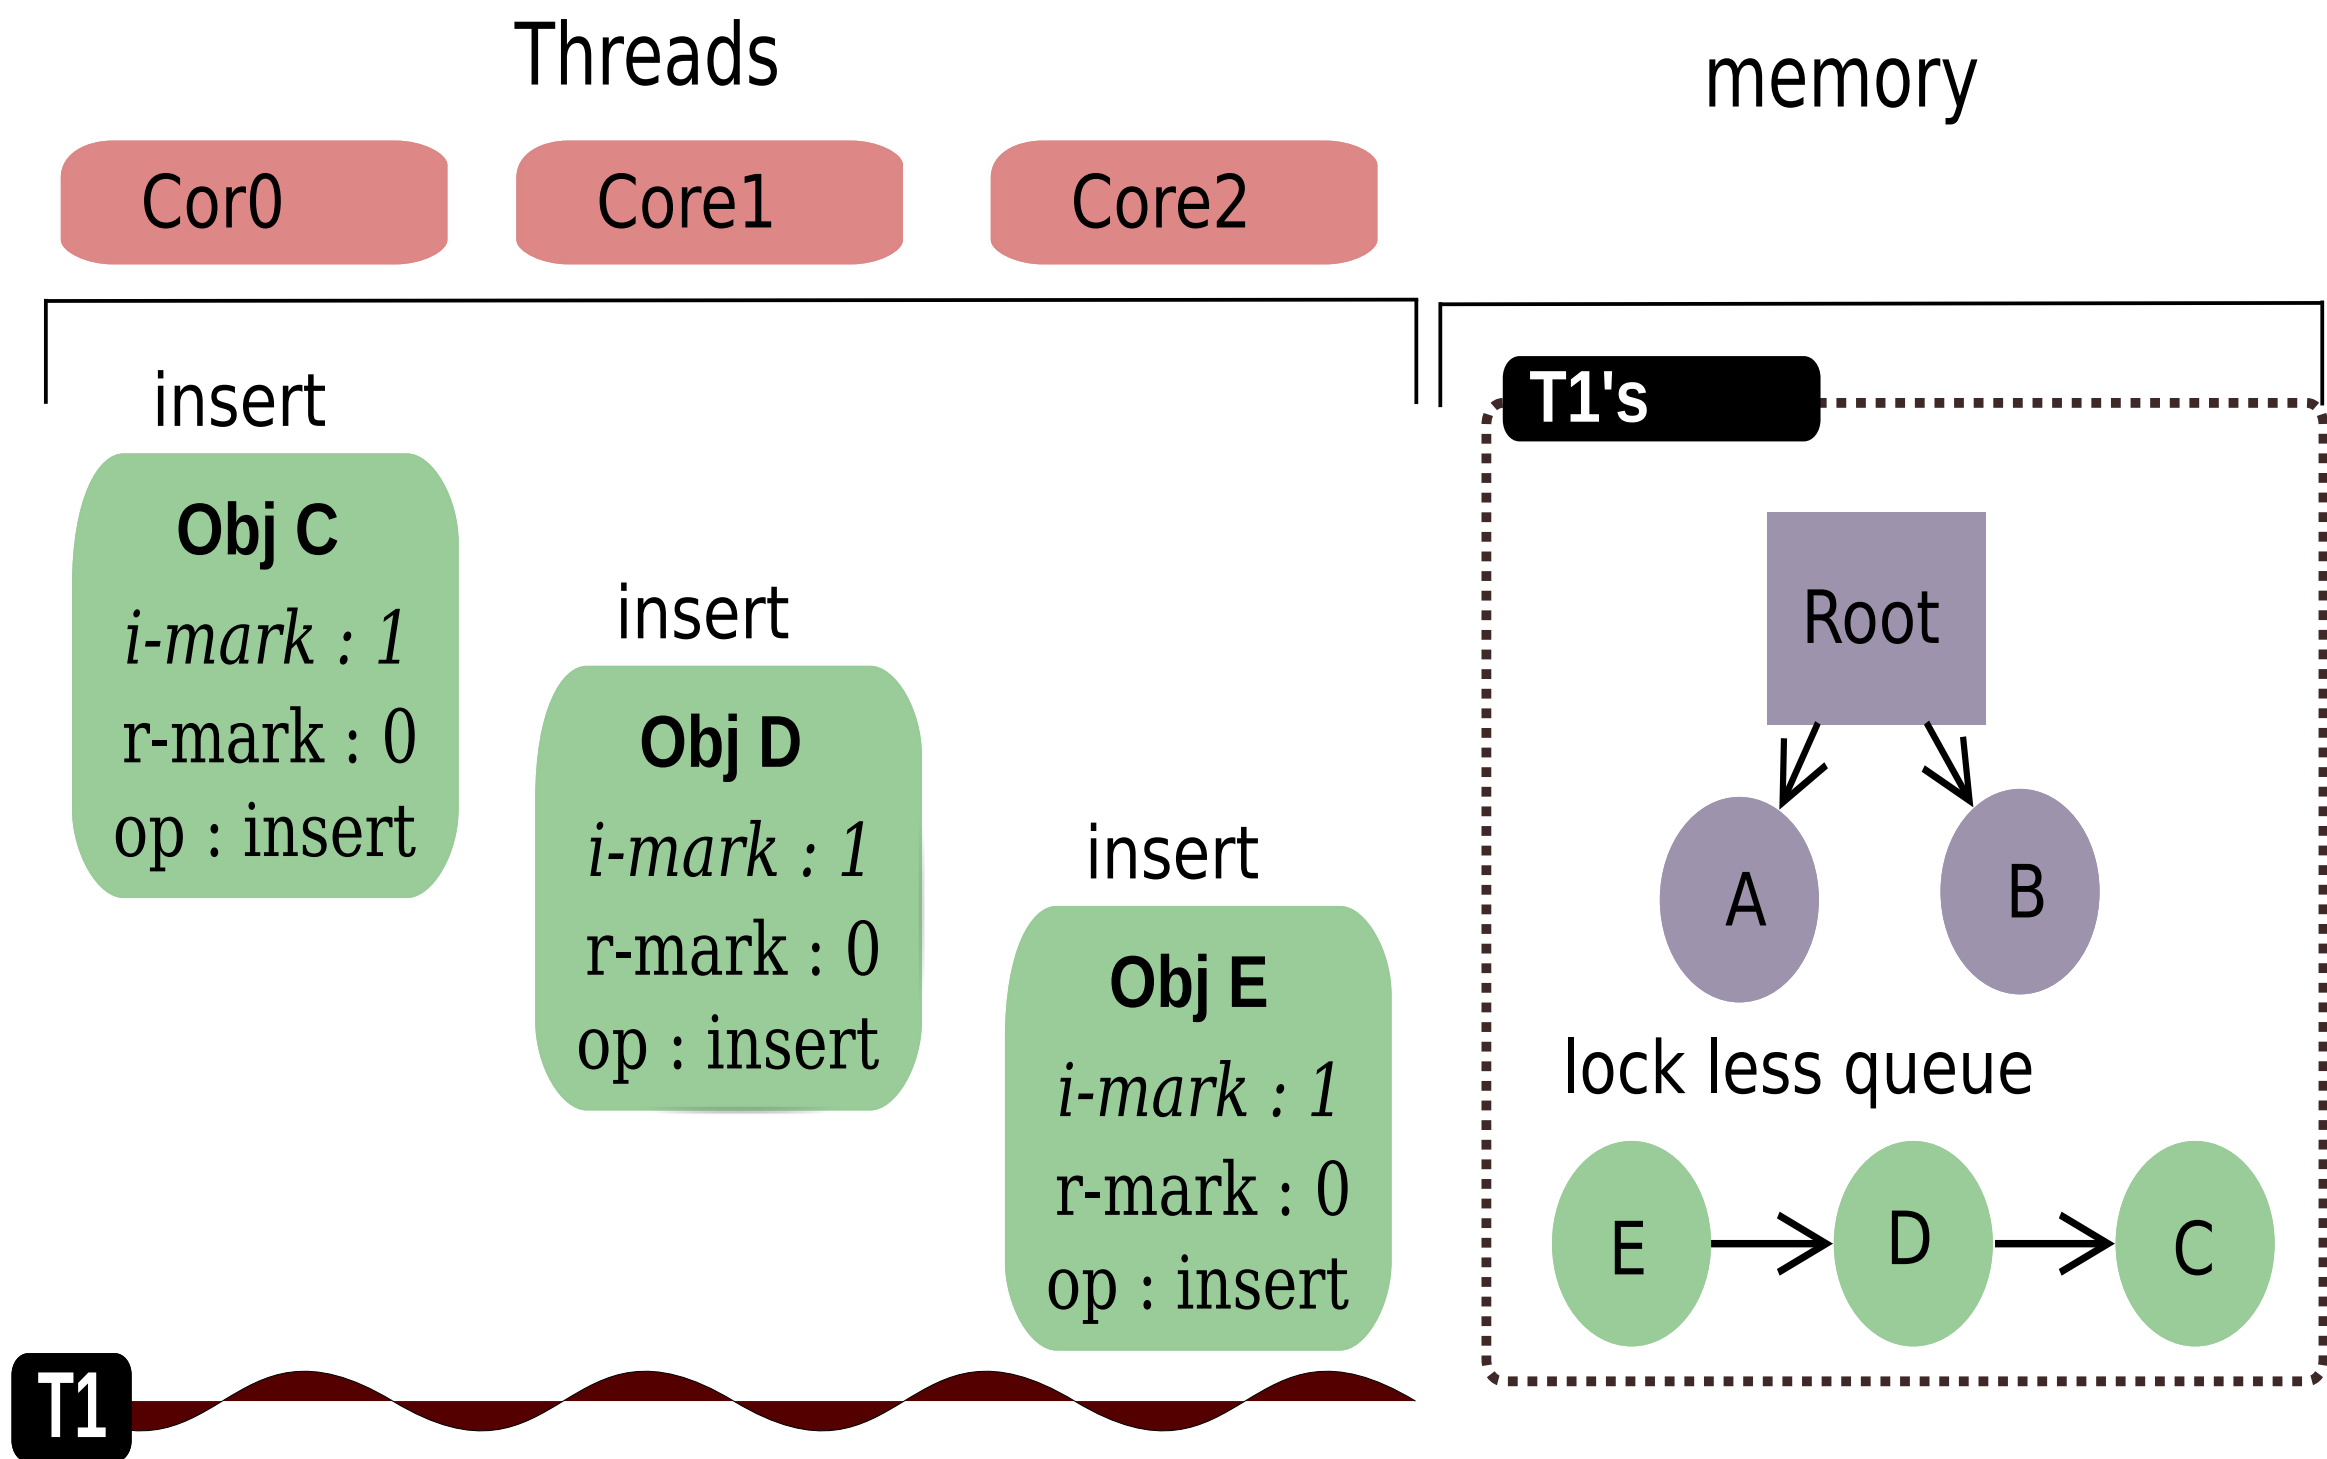 Threads
memory
Cor0
Core1
Core2
insert
Obj C
i-mark : 1
r-mark : 0
op : insert
insert
Obj D
i-mark : 1
r-mark : 0
op : insert
insert
Obj E
i-mark : 1
r-mark : 0
op : insert
T1
T1's
Root
A
B
lock less queue
E
D
C